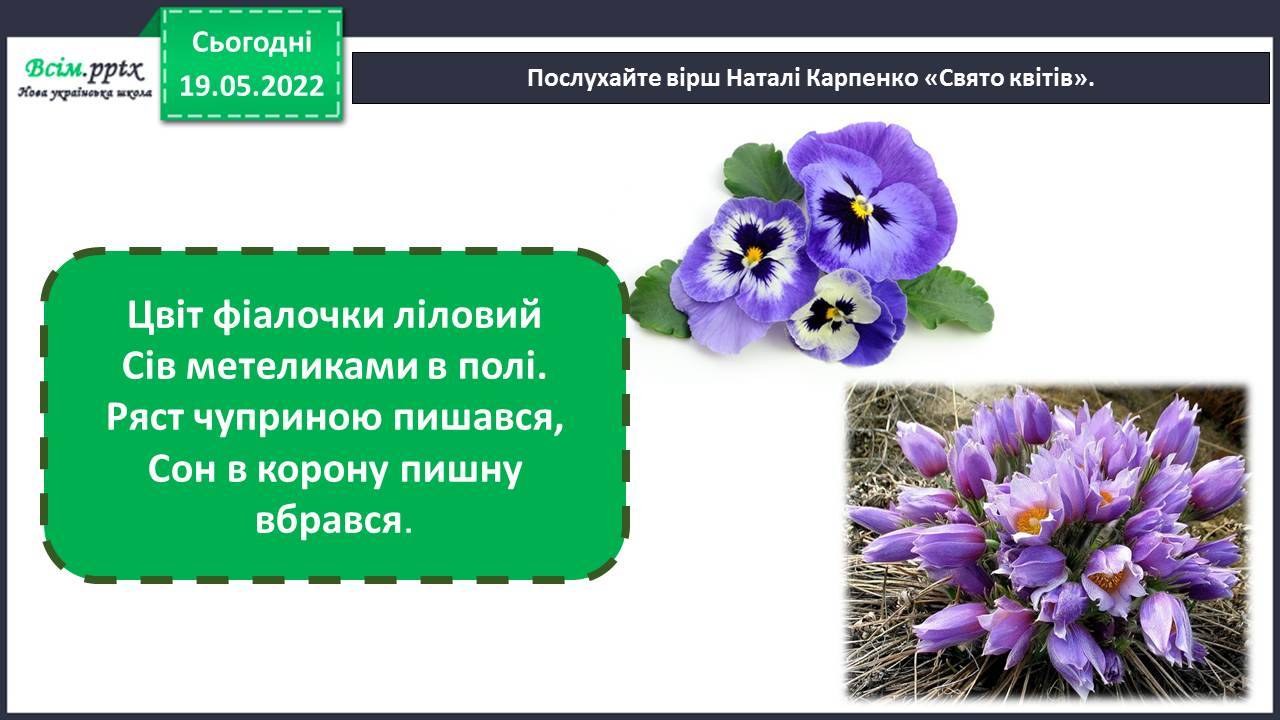 Всім.pptx
Нова українська школа
Сьогодні
19.05.2022
Послухайте вірш Наталі Карпенко «Свято квітів».
Цвіт фіалочки ліловий
Сів метеликами в полі.
Ряст чуприною пишався,
Сон в корону пишну
вбрався.